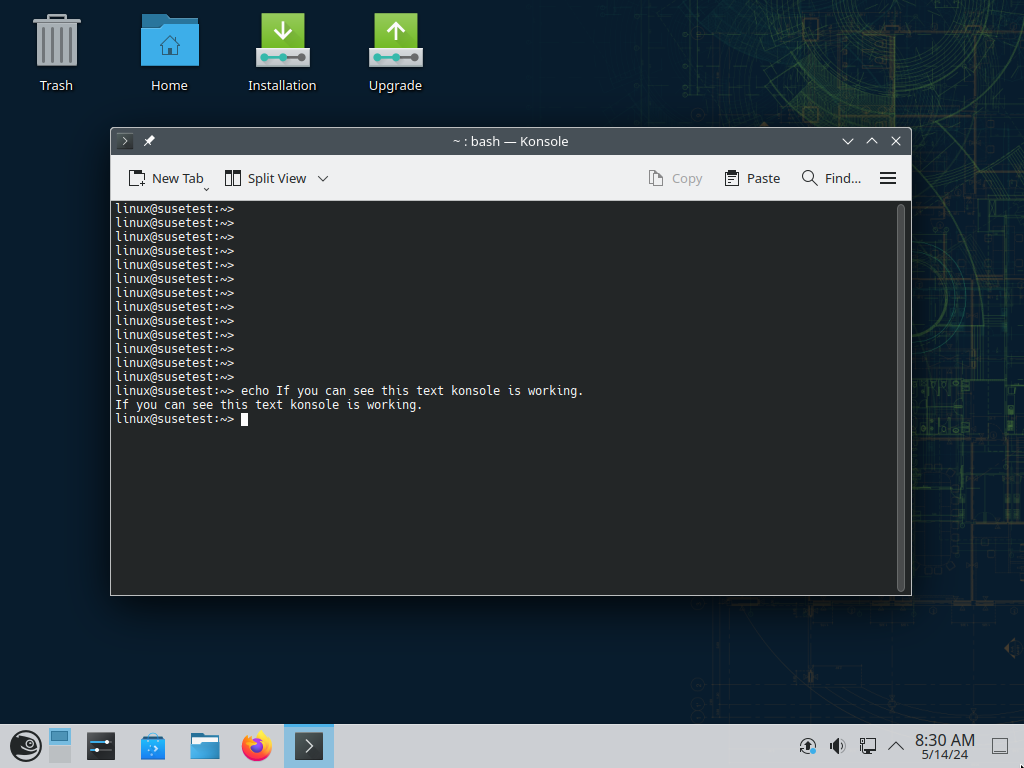 Trash
Home
Installation
Upgrade
~ : bash — Konsole
New Tab
Split View
Copy
Paste
Find...
linux@susetest:~>
linux@susetest:~>
linux@susetest:~>
linux@susetest:~>
linux@susetest:~>
linux@susetest:~>
linux@susetest:~>
linux@susetest:~>
linux@susetest:~>
linux@susetest:~>
linux@susetest:~>
linux@susetest:~>
linux@susetest:~>
linux@susetest:~> echo If you can see this text konsole is working.
If you can see this text konsole is working.
linux@susetest:~>
8:30 AM
5/14/24